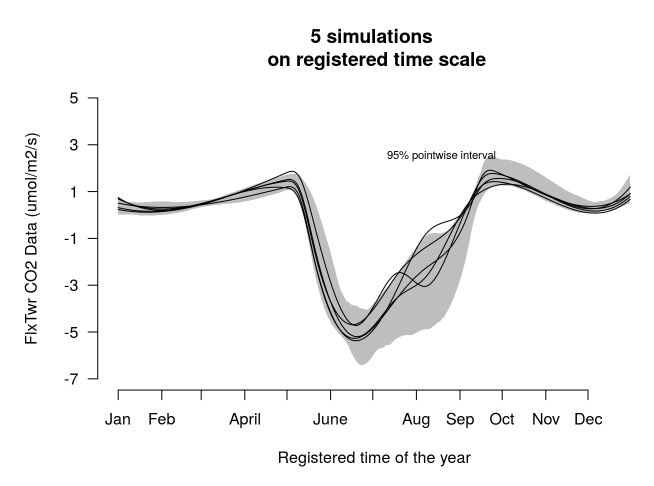 5 simulations
on registered time scale
5
3
1
-1
-3
-5
-7
FlxTwr CO2 Data (umol/m2/s)
95% pointwise interval
Jan Feb April June Aug Sep Oct Nov Dec
Registered time of the year